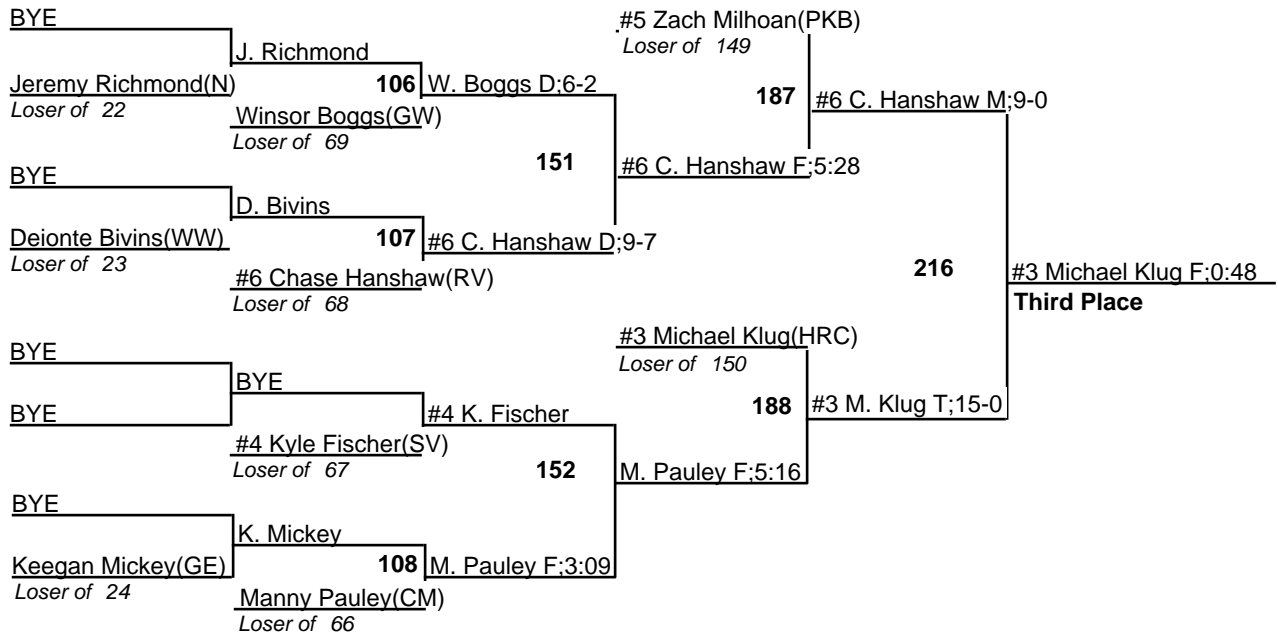 BYE
J. Richmond
Jeremy Richmond(N)
Loser of 22
106
W. Boggs D;6-2
Winsor Boggs(GW)
Loser of 69
151
BYE
D. Bivins
Deionte Bivins(WW)
Loser of 23
107
#6 C. Hanshaw D;9-7
#6 Chase Hanshaw(RV)
Loser of 68
#5 Zach Milhoan(PKB)
Loser of 149
187
#6 C. Hanshaw M;9-0
#6 C. Hanshaw F;5:28
216
#3 Michael Klug F;0:48
Third Place
BYE
BYE
BYE
#4 K. Fischer
#4 Kyle Fischer(SV)
Loser of 67
152
BYE
K. Mickey
Keegan Mickey(GE)
Loser of 24
108
M. Pauley F;3:09
Manny Pauley(CM)
Loser of 66
#3 Michael Klug(HRC)
Loser of 150
188
#3 M. Klug T;15-0
M. Pauley F;5:16